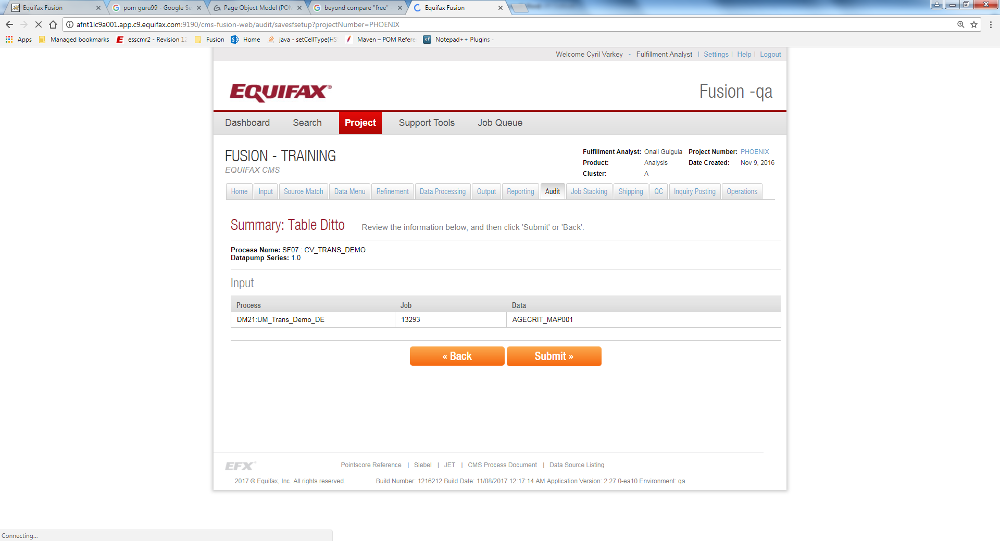 Equifax Fusion
pom guru99 - Google Se
Page Object Model (POM
beyond compare "free" -
Equifax Fusion
afnt1lc9a001.app.c9.equifax.com:9190/cms-fusion-web/audit/savesfsetup?projectNumber=PHOENIX
Apps Managed bookmarks esscmr2 - Revision 12 Fusion Home java - setCellType(HS Maven – POM Refere Notepad++ Plugins -
Welcome Cyril Varkey - Fulfillment Analyst | Settings | Help | Logout
EQUIFAX®
Fusion -qa
Dashboard Search Project Support Tools Job Queue
FUSION - TRAINING
EQUIFAX CMS
Fulfillment Analyst: Onali Gulgula Project Number: PHOENIX
Product: Analysis Date Created: Nov 9, 2016
Cluster: A
Home Input Source Match Data Menu Refinement Data Processing Output Reporting Audit Job Stacking Shipping QC Inquiry Posting Operations
Summary: Table Ditto Review the information below, and then click 'Submit' or 'Back'.
Process Name: SF07 : CV_TRANS_DEMO
Datapump Series: 1.0
Input
Process Job Data
DM21:UM_Trans_Demo_DE 13293 AGECRIT_MAP001
« Back Submit »
EFX® Pointscore Reference | Siebel | JET | CMS Process Document | Data Source Listing
2017 © Equifax, Inc. All rights reserved. Build Number: 1216212 Build Date: 11/08/2017 12:17:14 AM Application Version: 2.27.0-ea10 Environment: qa
Connecting...